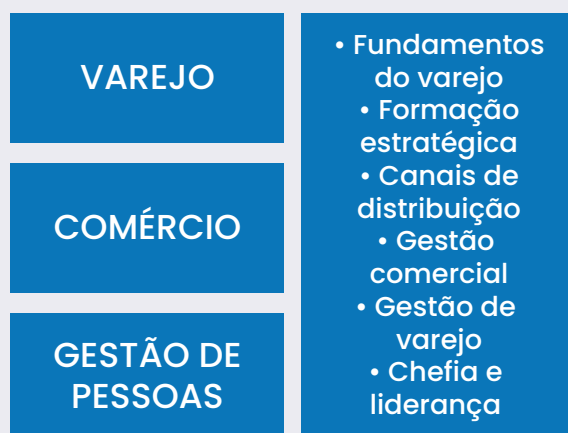 VAREJO
COMÉRCIO
GESTÃO DE
PESSOAS
• Fundamentos
do varejo
• Formação
estratégica
• Canais de
distribuição
• Gestão
comercial
• Gestão de
varejo
• Chefia e
liderança